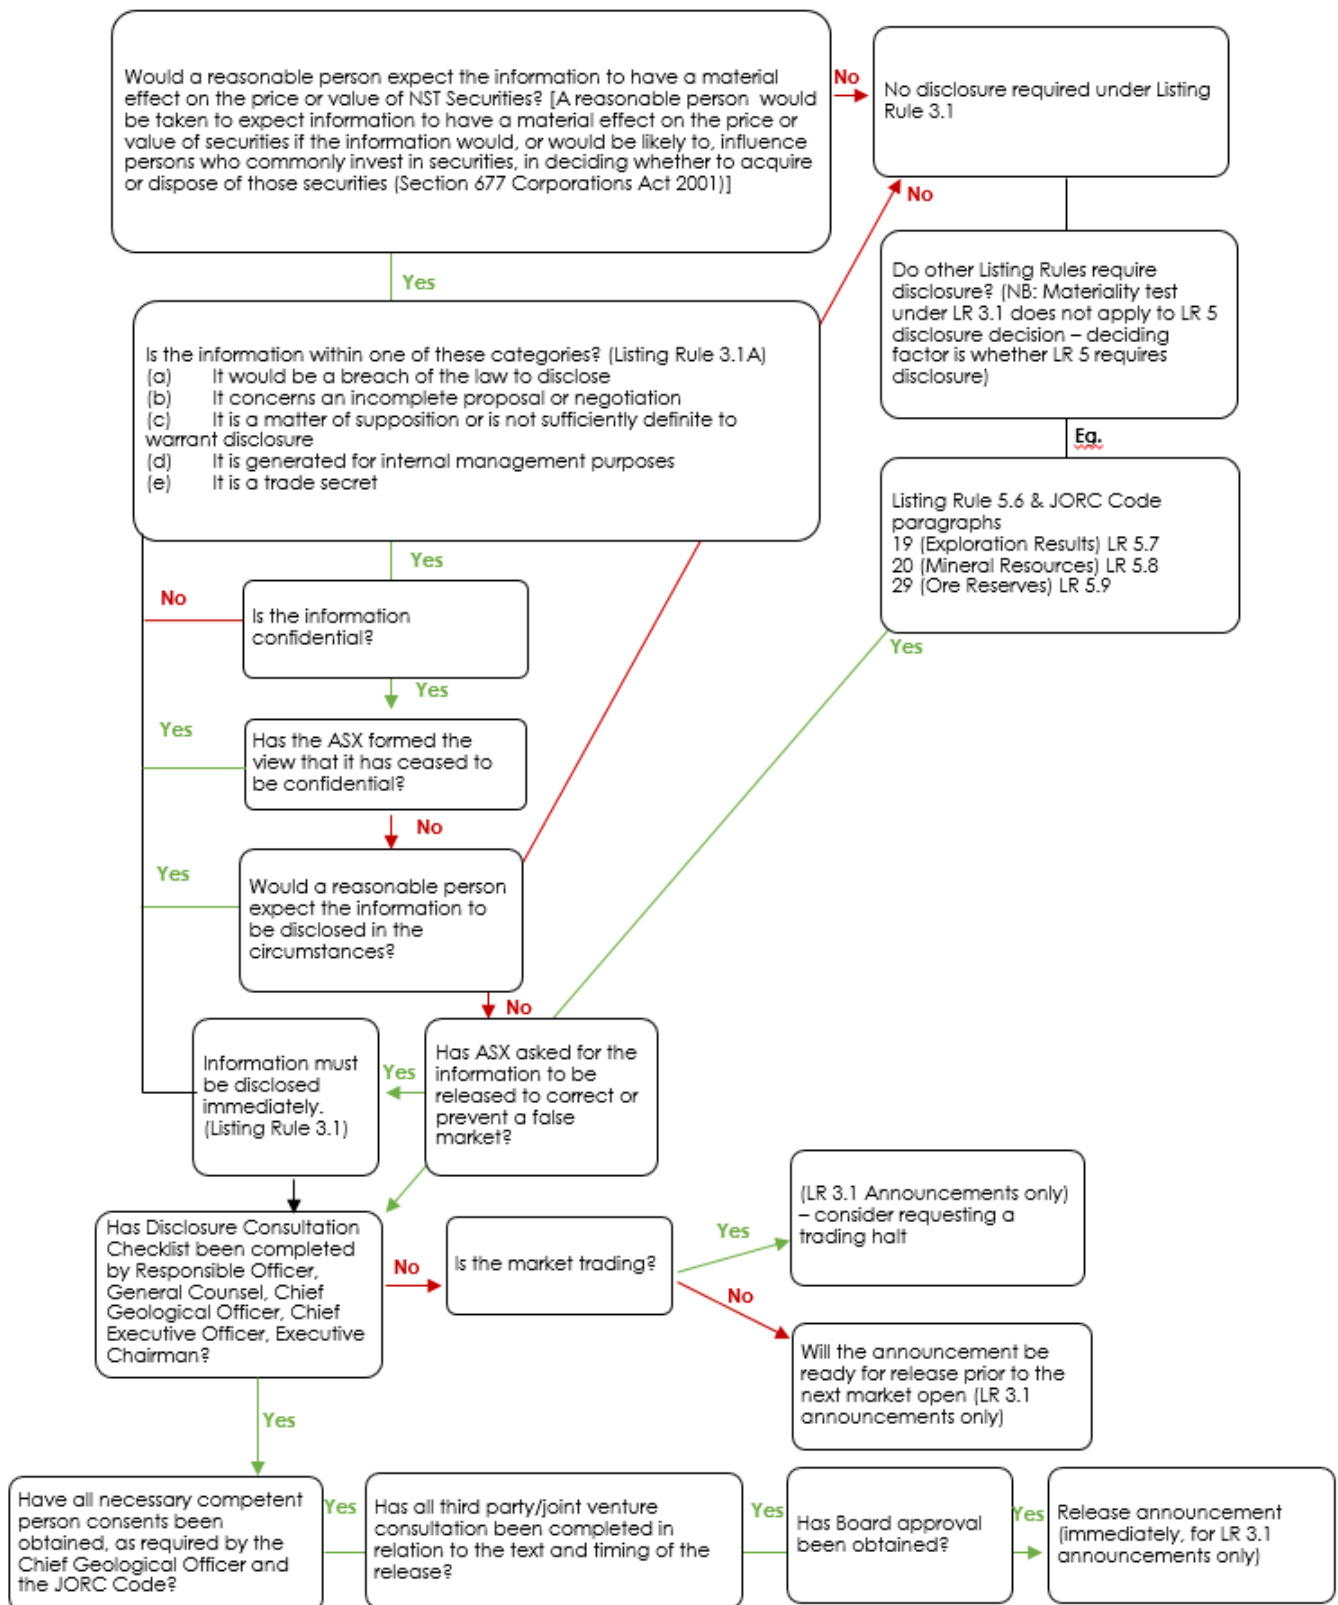 Would a reasonable person expect the information to have a material
effect on the price or value of NST Securities? [A reasonable person would
be taken to expect information to have a material effect on the price or
value of securities if the information would, or would be likely to, influence
persons who commonly invest in securities, in deciding whether to acquire
or dispose of those securities (Section 677 Corporations Act 2001)]
No
No disclosure required under Listing
Rule 3.1
No
Yes
Do other Listing Rules require
disclosure? (NB: Materiality test
under LR 3.1 does not apply to LR 5
disclosure decision – deciding
factor is whether LR 5 requires
disclosure)
Eg.
Listing Rule 5.6 & JORC Code
paragraphs
19 (Exploration Results) LR 5.7
20 (Mineral Resources) LR 5.8
29 (Ore Reserves) LR 5.9
Yes
Is the information within one of these categories? (Listing Rule 3.1A)
(a) It would be a breach of the law to disclose
(b) It concerns an incomplete proposal or negotiation
(c) It is a matter of supposition or is not sufficiently definite to
warrant disclosure
(d) It is generated for internal management purposes
(e) It is a trade secret
Yes
No
Is the information
confidential?
Yes
Yes
Has the ASX formed the
view that it has ceased to
be confidential?
No
Yes
Would a reasonable person
expect the information to
be disclosed in the
circumstances?
No
Information must
be disclosed
immediately.
(Listing Rule 3.1)
Yes
Has ASX asked for the
information to be
released to correct or
prevent a false
market?
Has Disclosure Consultation
Checklist been completed
by Responsible Officer,
General Counsel, Chief
Geological Officer, Chief
Executive Officer, Executive
Chairman?
No
Is the market trading?
Yes
(LR 3.1 Announcements only)
– consider requesting a
trading halt
No
Will the announcement be
ready for release prior to the
next market open (LR 3.1
announcements only)
Yes
Have all necessary competent
person consents been
obtained, as required by the
Chief Geological Officer and
the JORC Code?
Yes
Has all third party/joint venture
consultation been completed in
relation to the text and timing of the
release?
Yes
Has Board approval
been obtained?
Yes
Release announcement
(immediately, for LR 3.1
announcements only)